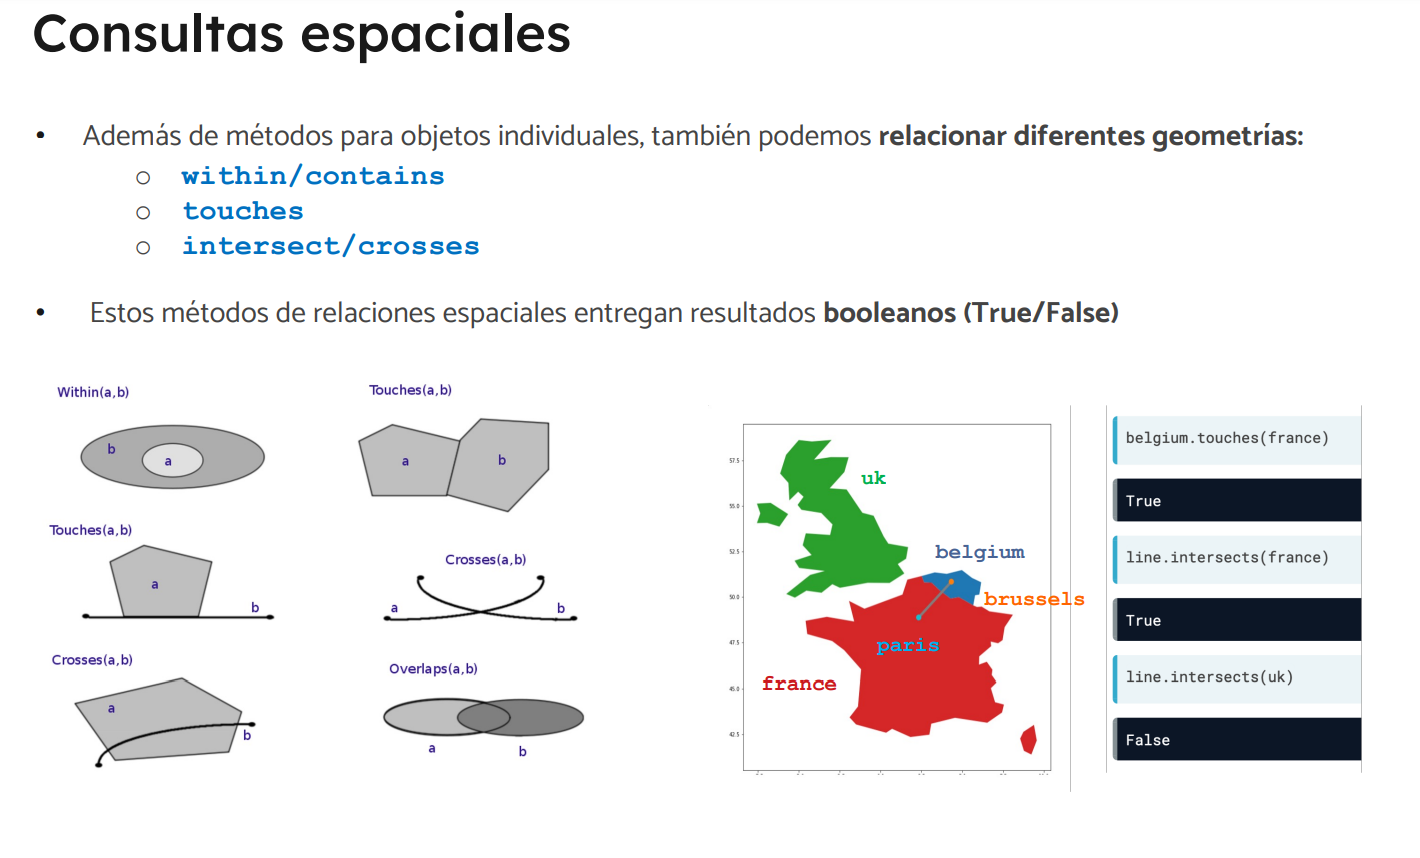 Consultas espaciales
• Además de métodos para objetos individuales, también podemos relacionar diferentes geometrías:
o within/contains
o touches
o intersect/crosses
• Estos métodos de relaciones espaciales entregan resultados booleanos (True/False)
Within(a,b)
b
a
Touches(a,b)
a
b
Touches(a,b)
a
b
Crosses(a,b)
a
b
Crosses(a,b)
a
b
Overlaps(a,b)
a
b
57.5
55.0
52.5
50.0
47.5
45.0
42.5
uk
belgium
brussels
paris
france
belgium.touches(france)
True
line.intersects(france)
True
line.intersects(uk)
False